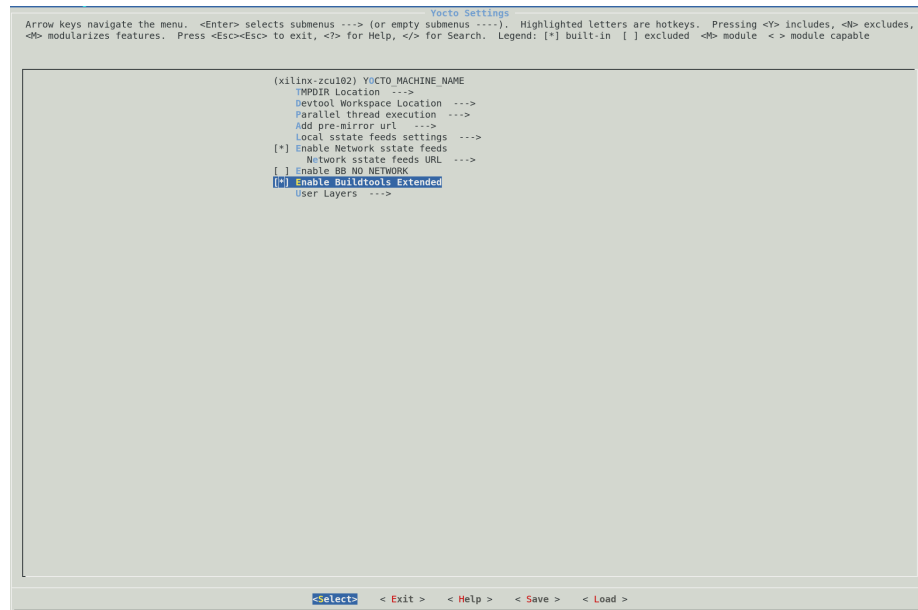 Yocto Settings
Arrow keys navigate the menu.  <Enter> selects submenus ---> (or empty submenus ----).  Highlighted letters are hotkeys.  Pressing <Y> includes, <N> excludes,
<M> modularizes features.  Press <Esc><Esc> to exit, <?> for Help, </> for Search.  Legend: [*] built-in  [ ] excluded  <M> module  < > module capable
(xilinx-zcu102) YOCTO_MACHINE_NAME
TMPDIR Location  --->
Devtool Workspace Location  --->
Parallel thread execution  --->
Add pre-mirror url   --->
Local sstate feeds settings  --->
[*] Enable Network sstate feeds
Network sstate feeds URL  --->
[ ] Enable BB NO NETWORK
[*] Enable Buildtools Extended
User Layers  --->
<Select>    < Exit >    < Help >    < Save >    < Load >